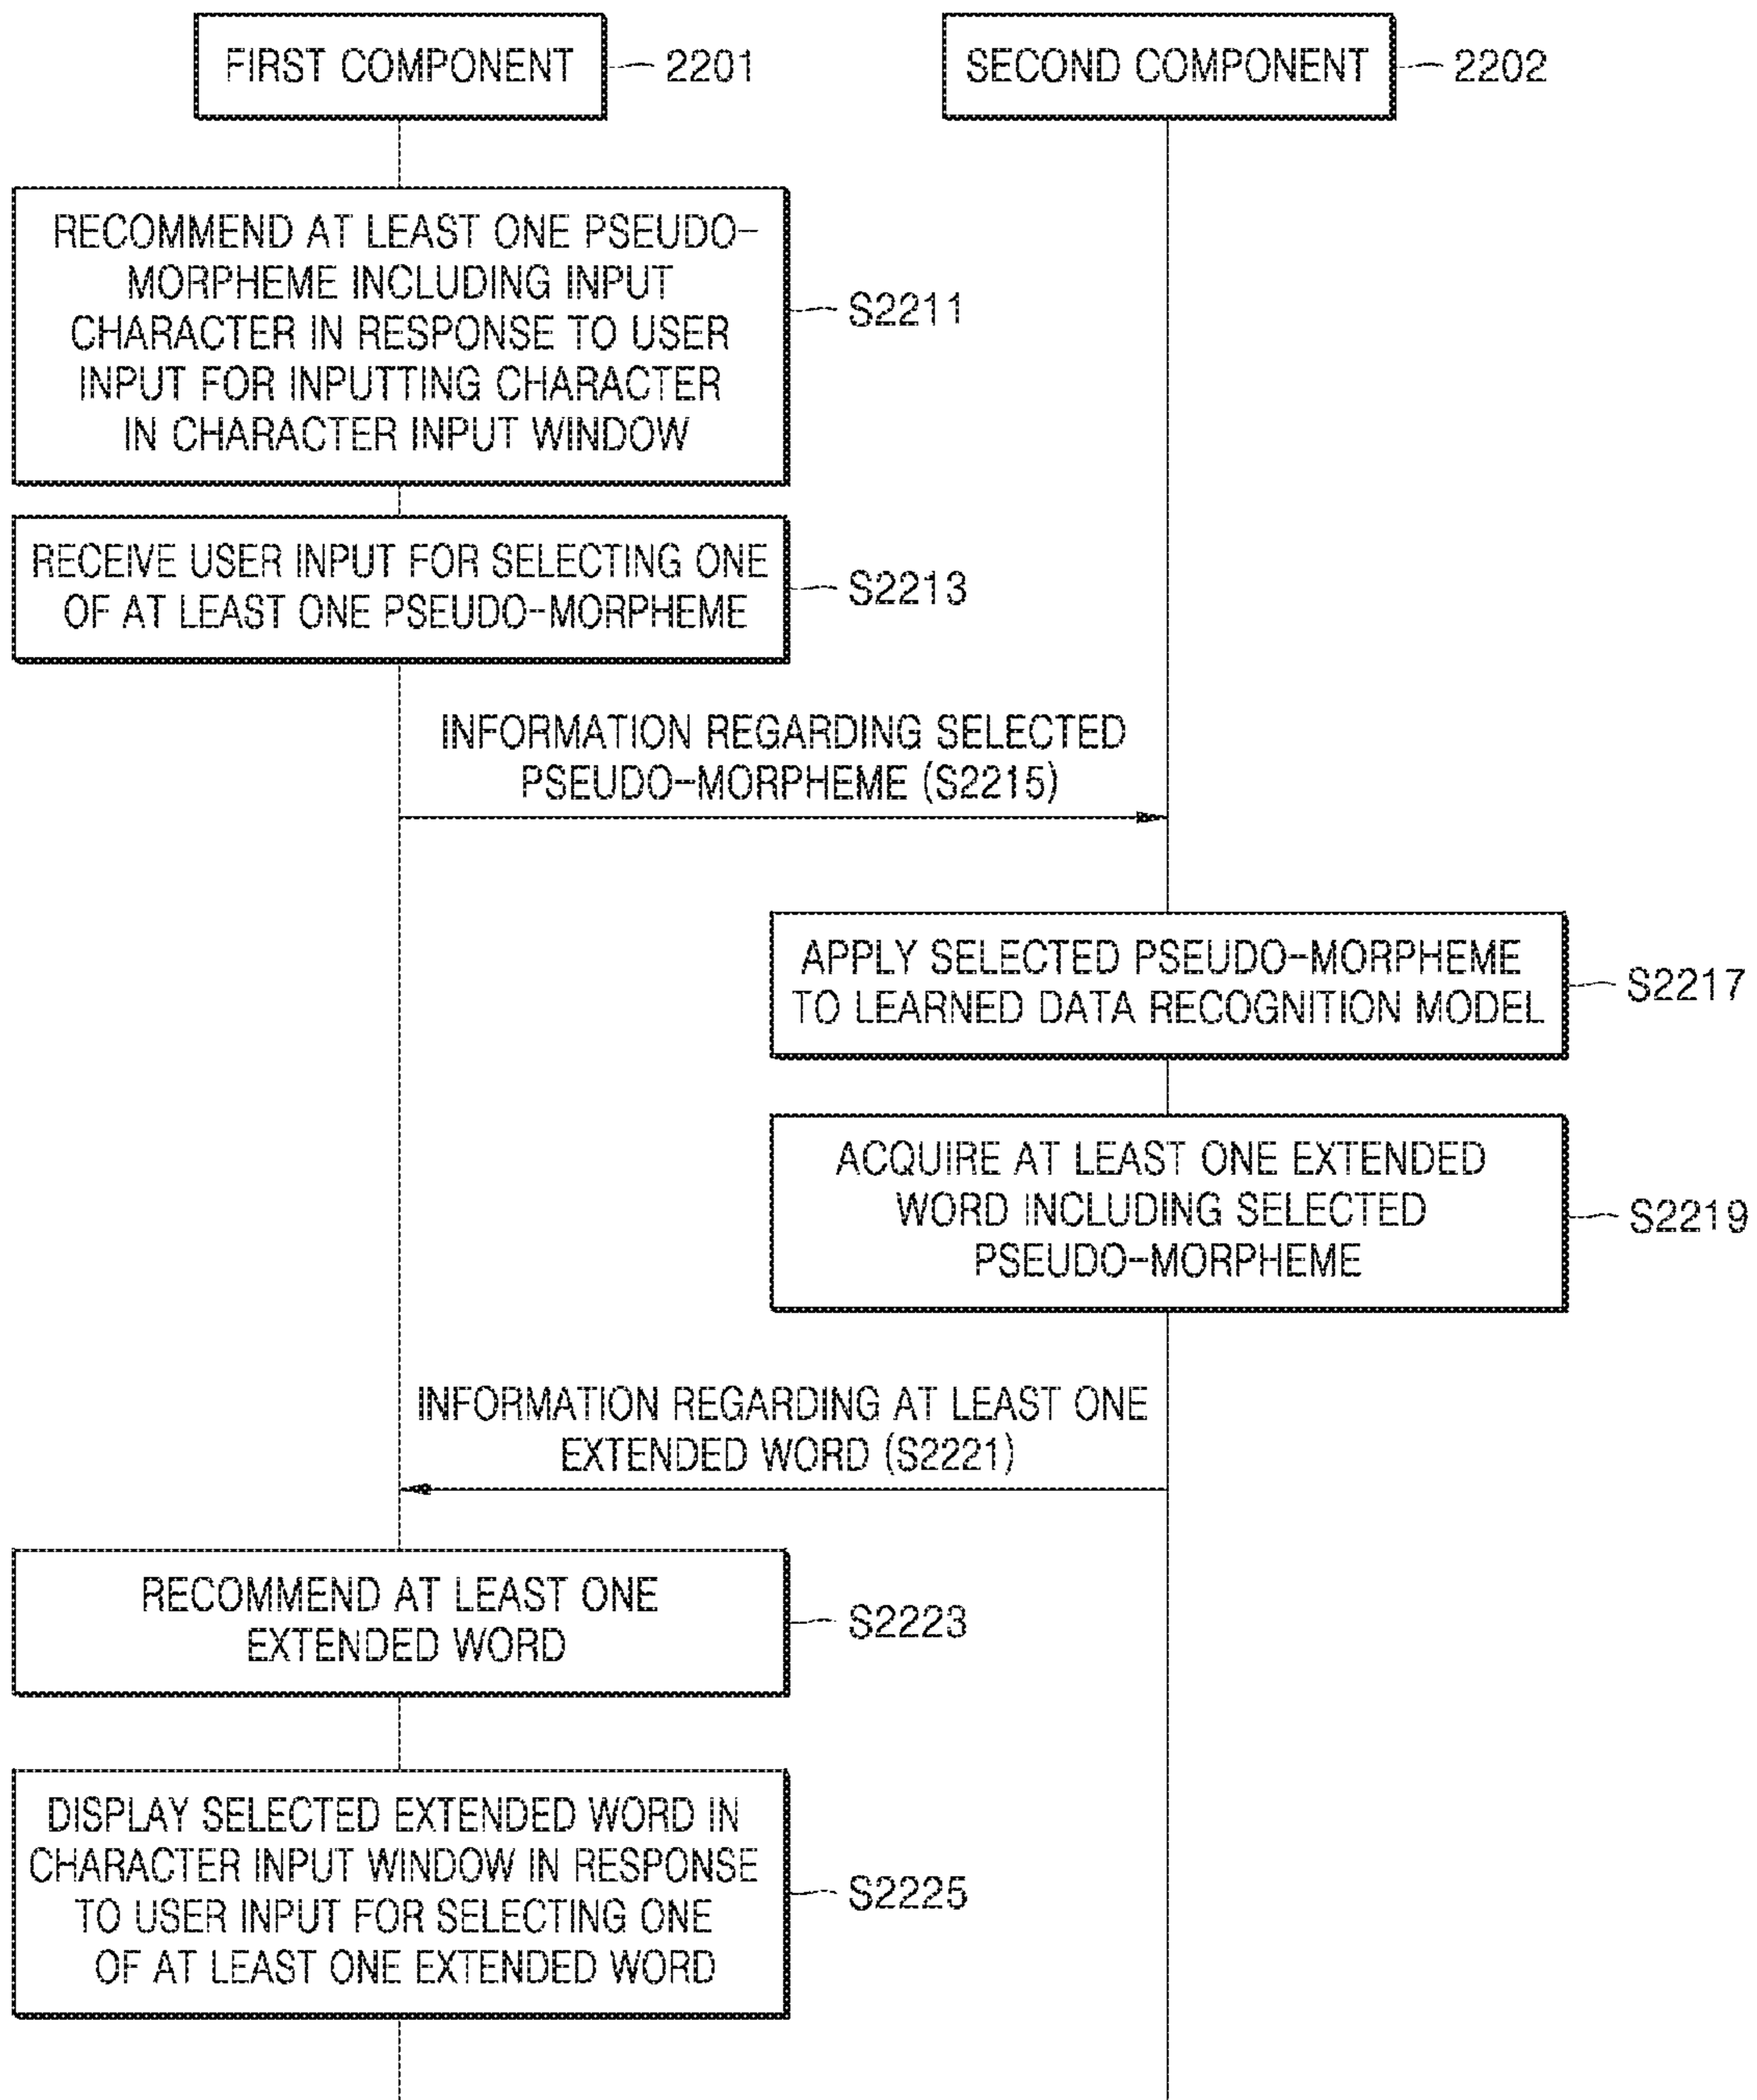 FIRST COMPONENT
2201
SECOND COMPONENT
2202
RECOMMEND AT LEAST ONE PSEUDO-
MORPHEME INCLUDING INPUT
CHARACTER IN RESPONSE TO USER
INPUT FOR INPUTTING CHARACTER
IN CHARACTER INPUT WINDOW
S2211
RECEIVE USER INPUT FOR SELECTING ONE
OF AT LEAST ONE PSEUDO-MORPHEME
S2213
INFORMATION REGARDING SELECTED
PSEUDO-MORPHEME (S2215)
APPLY SELECTED PSEUDO-MORPHEME
TO LEARNED DATA RECOGNITION MODEL
S2217
ACQUIRE AT LEAST ONE EXTENDED
WORD INCLUDING SELECTED
PSEUDO-MORPHEME
S2219
INFORMATION REGARDING AT LEAST ONE
EXTENDED WORD (S2221)
RECOMMEND AT LEAST ONE
EXTENDED WORD
S2223
DISPLAY SELECTED EXTENDED WORD IN
CHARACTER INPUT WINDOW IN RESPONSE
TO USER INPUT FOR SELECTING ONE
OF AT LEAST ONE EXTENDED WORD
S2225